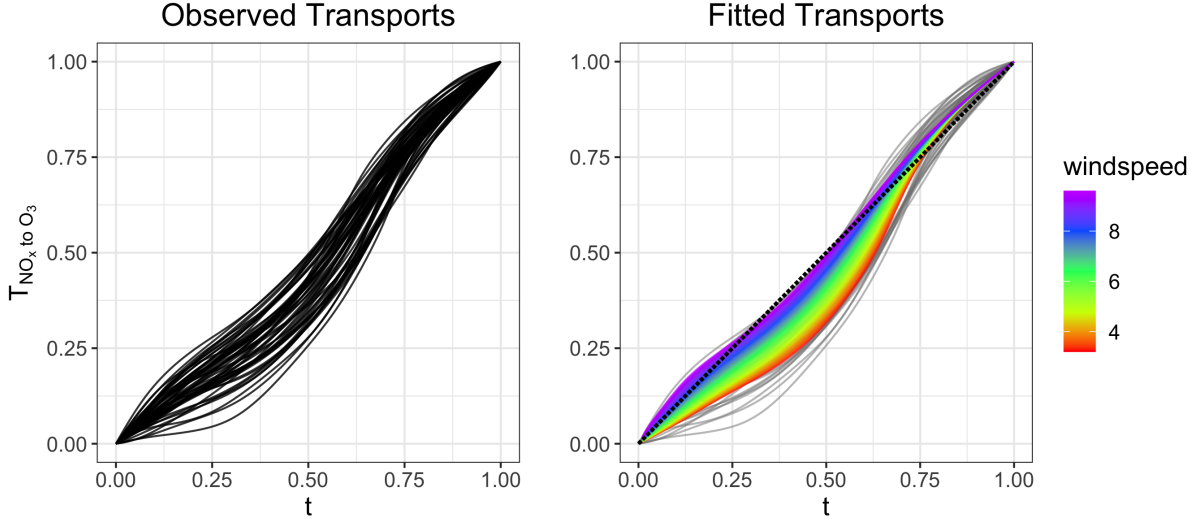 Observed Transports
Fitted Transports
T_{NO_x to O_3}
1.00
0.75
0.50
0.25
0.00
0.00 0.25 0.50 0.75 1.00
t
1.00
0.75
0.50
0.25
0.00
0.00 0.25 0.50 0.75 1.00
t
windspeed
8
6
4